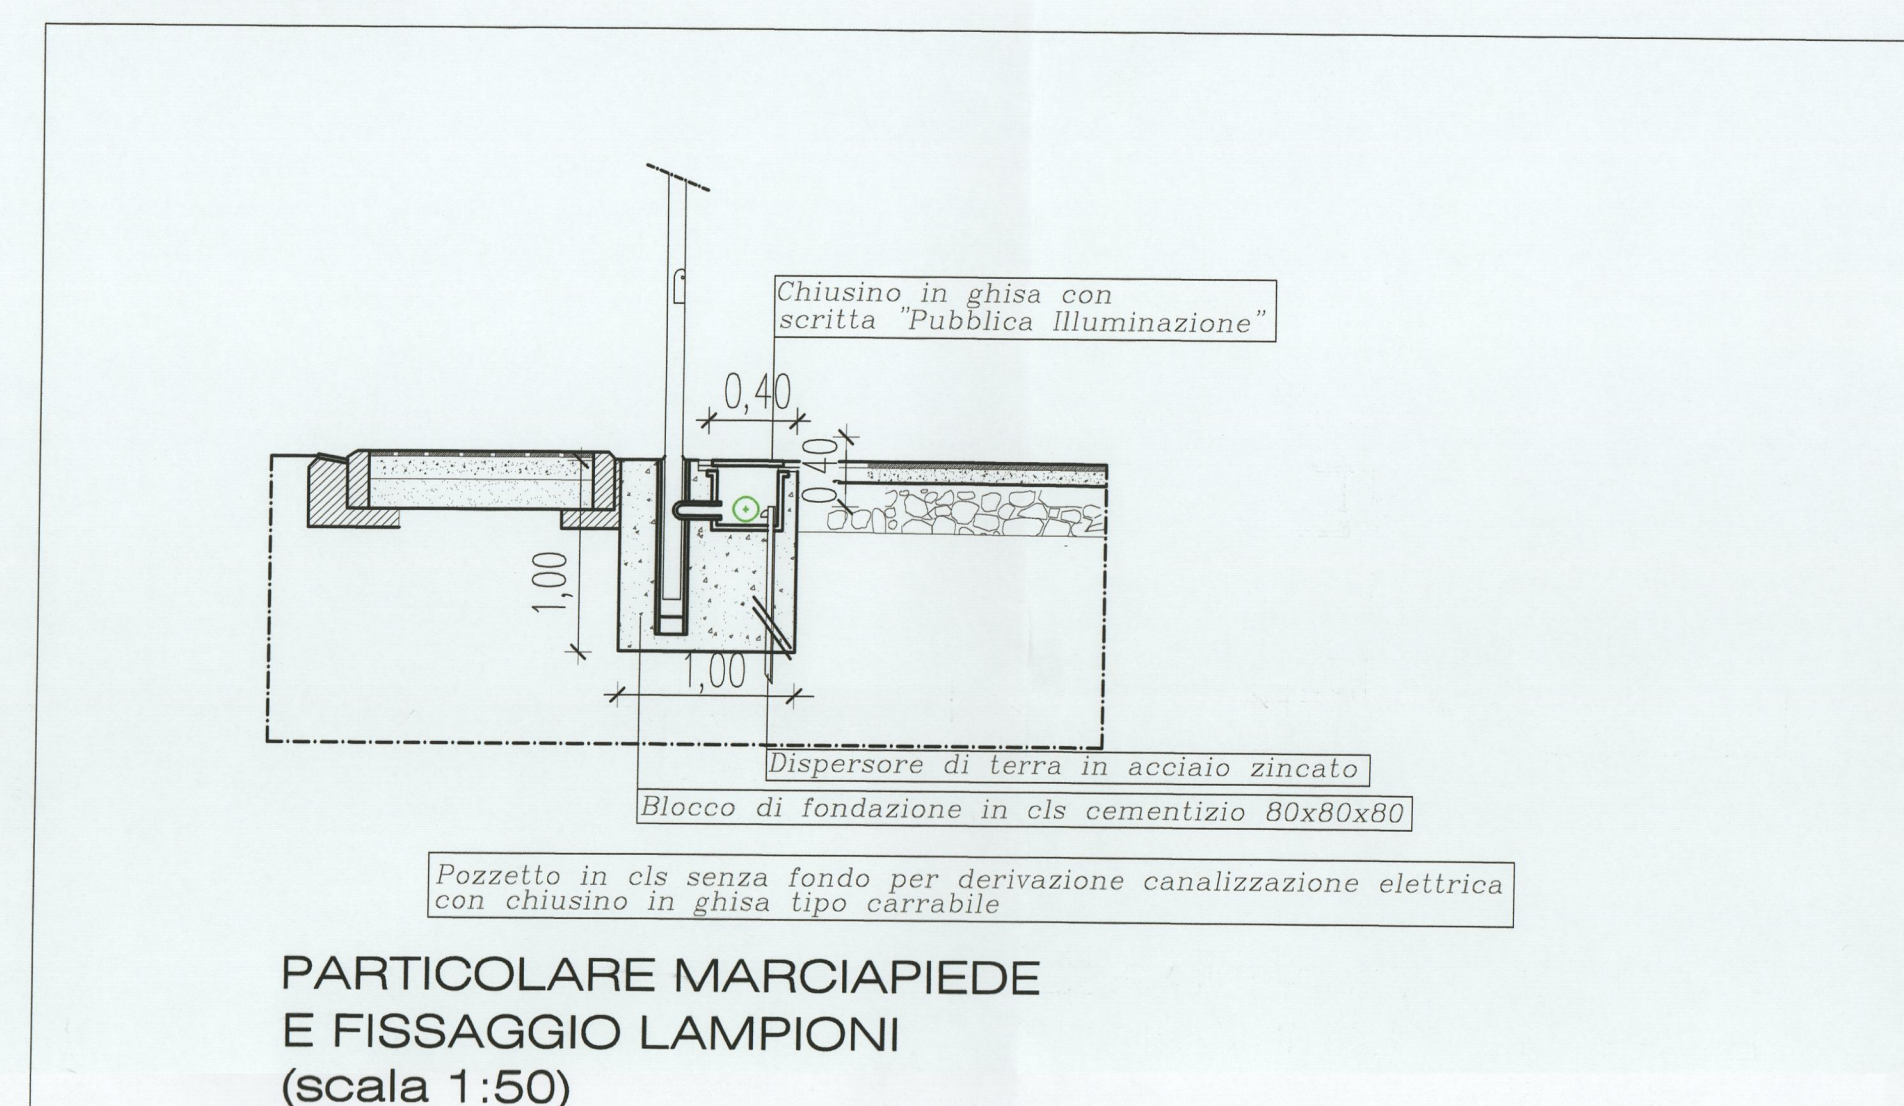 Chiusino in ghisa con
scritta "Pubblica Illuminazione"
0,40
0,40
1,00
1,00
Dispersore di terra in acciaio zincato
Blocco di fondazione in cls cementizio 80x80x80
Pozzetto in cls senza fondo per derivazione canalizzazione elettrica
con chiusino in ghisa tipo carrabile
PARTICOLARE MARCIAPIEDE
E FISSAGGIO LAMPIONI
(scala 1:50)